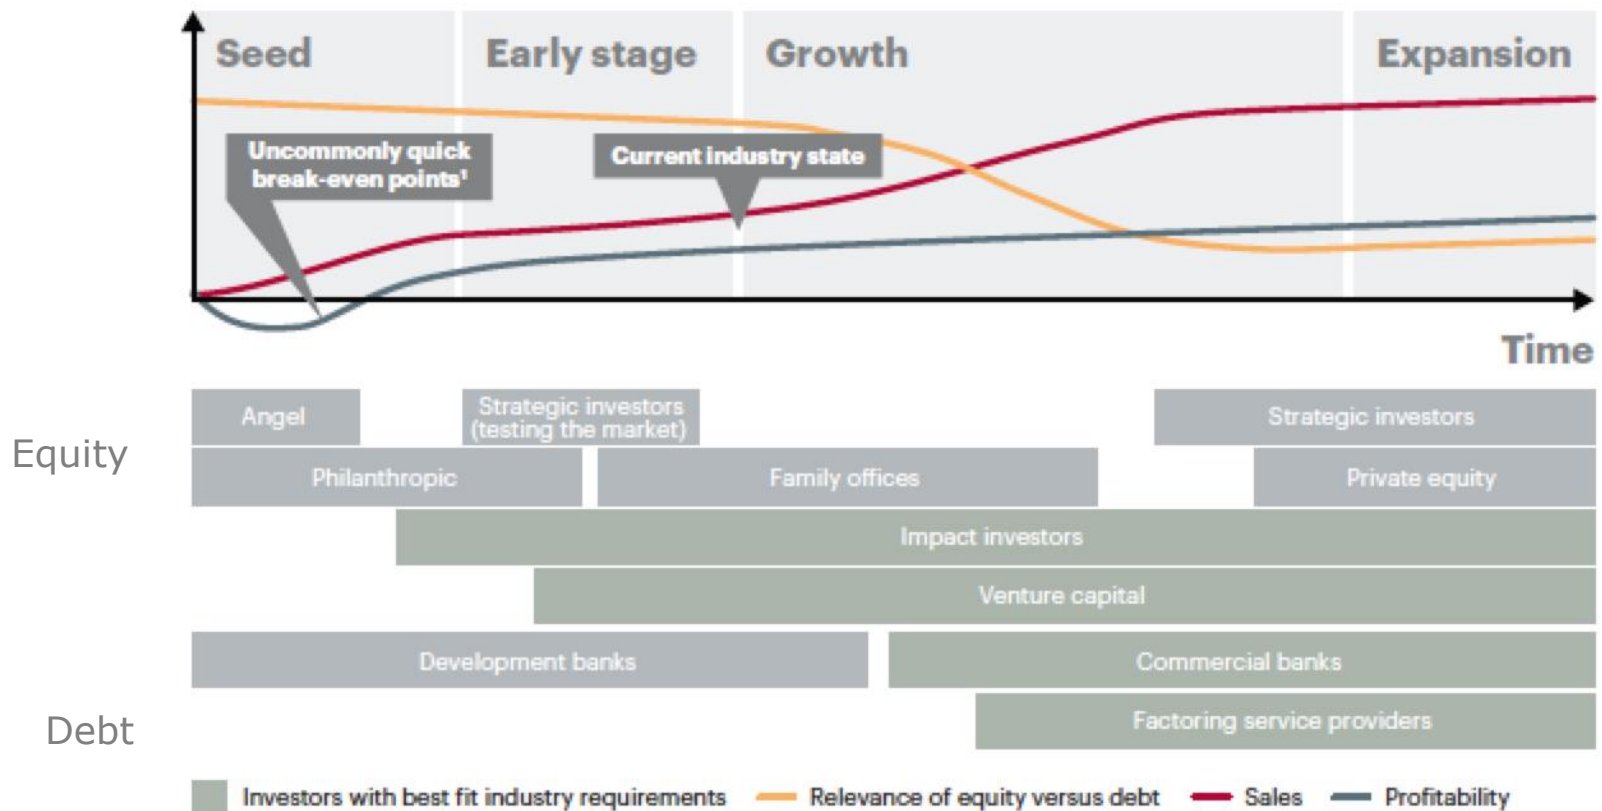 Seed
Early stage
Growth
Expansion
Uncommonly quick
break-even points¹
Current industry state
Time
Equity
Angel
Strategic investors
(testing the market)
Strategic investors
Philanthropic
Family offices
Private equity
Impact investors
Venture capital
Debt
Development banks
Commercial banks
Factoring service providers
Investors with best fit industry requirements
Relevance of equity versus debt
Sales
Profitability